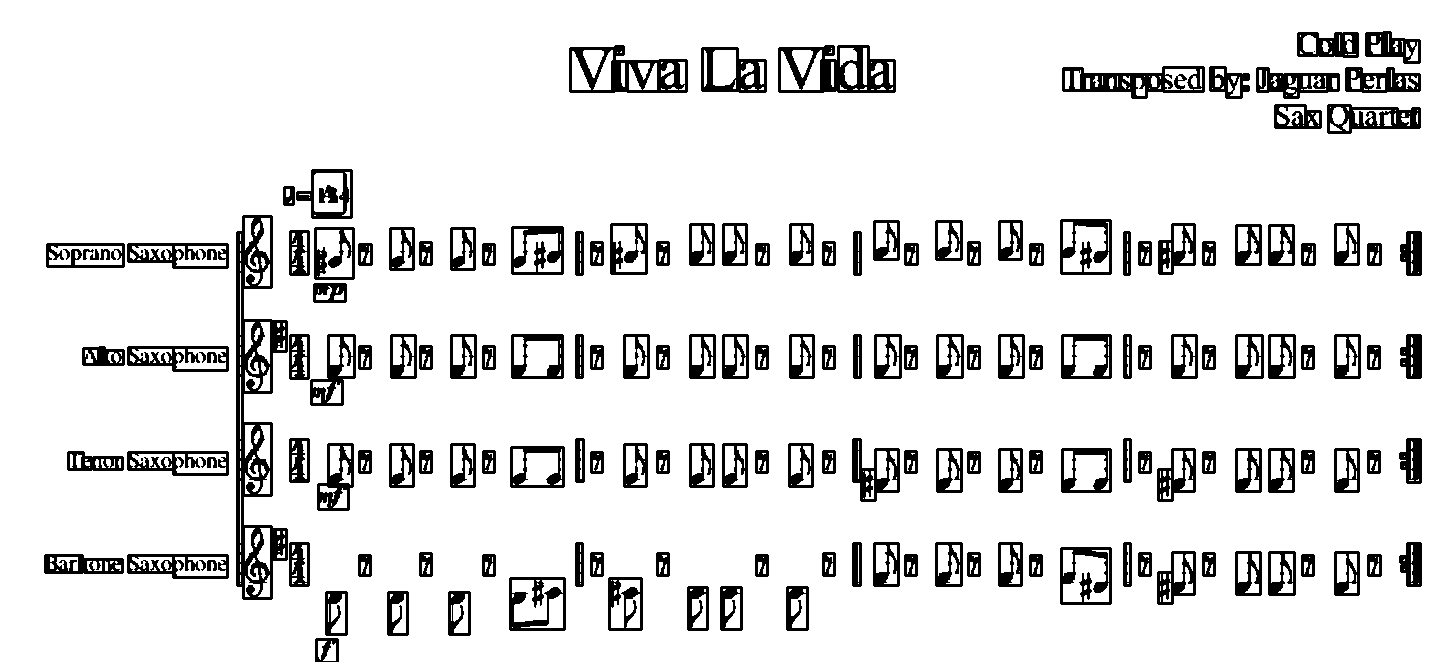 Viva La Vida
Cold Play
Transposed by: Jaguar Perlas
Sax Quartet
Soprano Saxophone
mp
Alto Saxophone
mf
Tenor Saxophone
mf
Baritone Saxophone
f